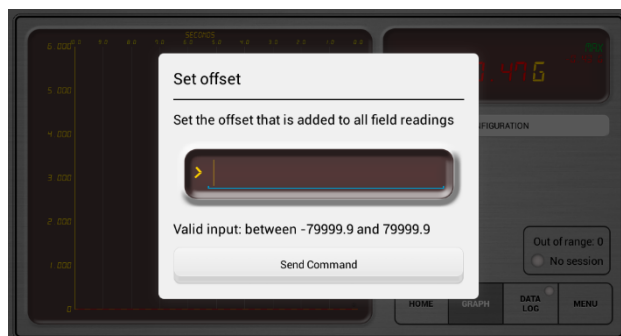 SECONDS
6.000
5.000
4.000
3.000
2.000
1.000
0
MAX
.47G
Set offset
Set the offset that is added to all field readings
>
Valid input: between -79999.9 and 79999.9
Send Command
Out of range: 0
No session
HOME
GRAPH
DATA
LOG
MENU